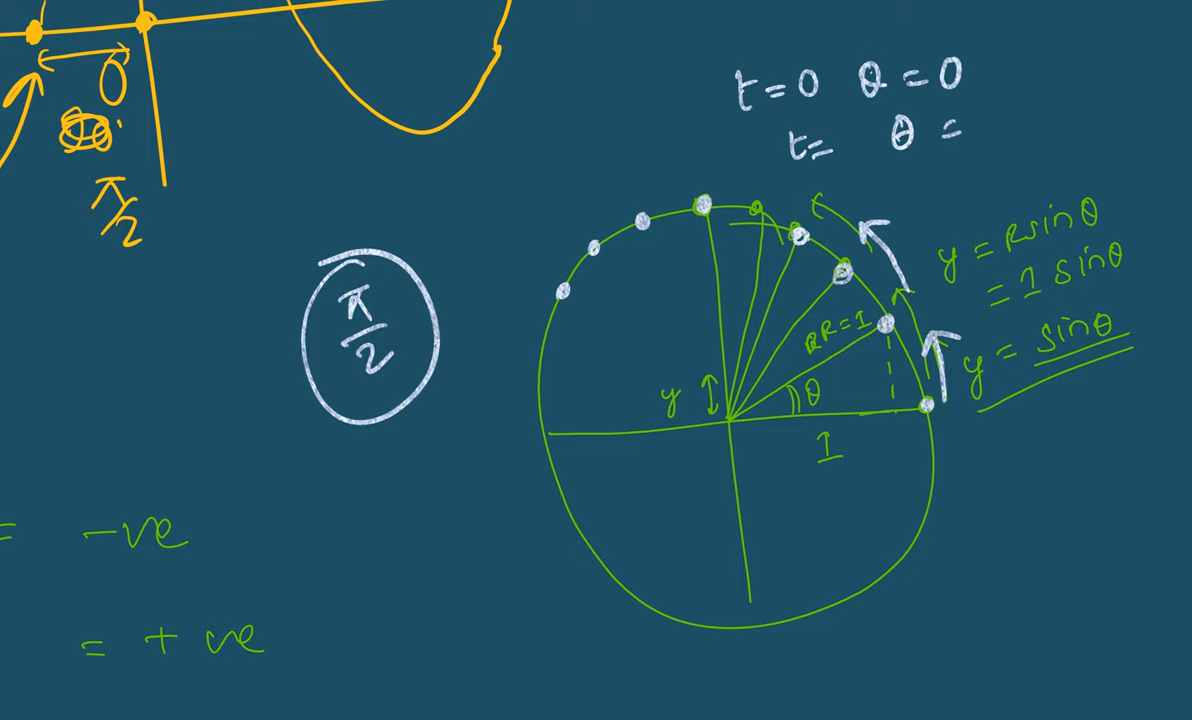 0
π/2
t=0 θ=0
t= θ =
π/2
y = R sinθ
= 1 sinθ
y = sinθ
R=1
y
θ
1
= -ve
= + ve